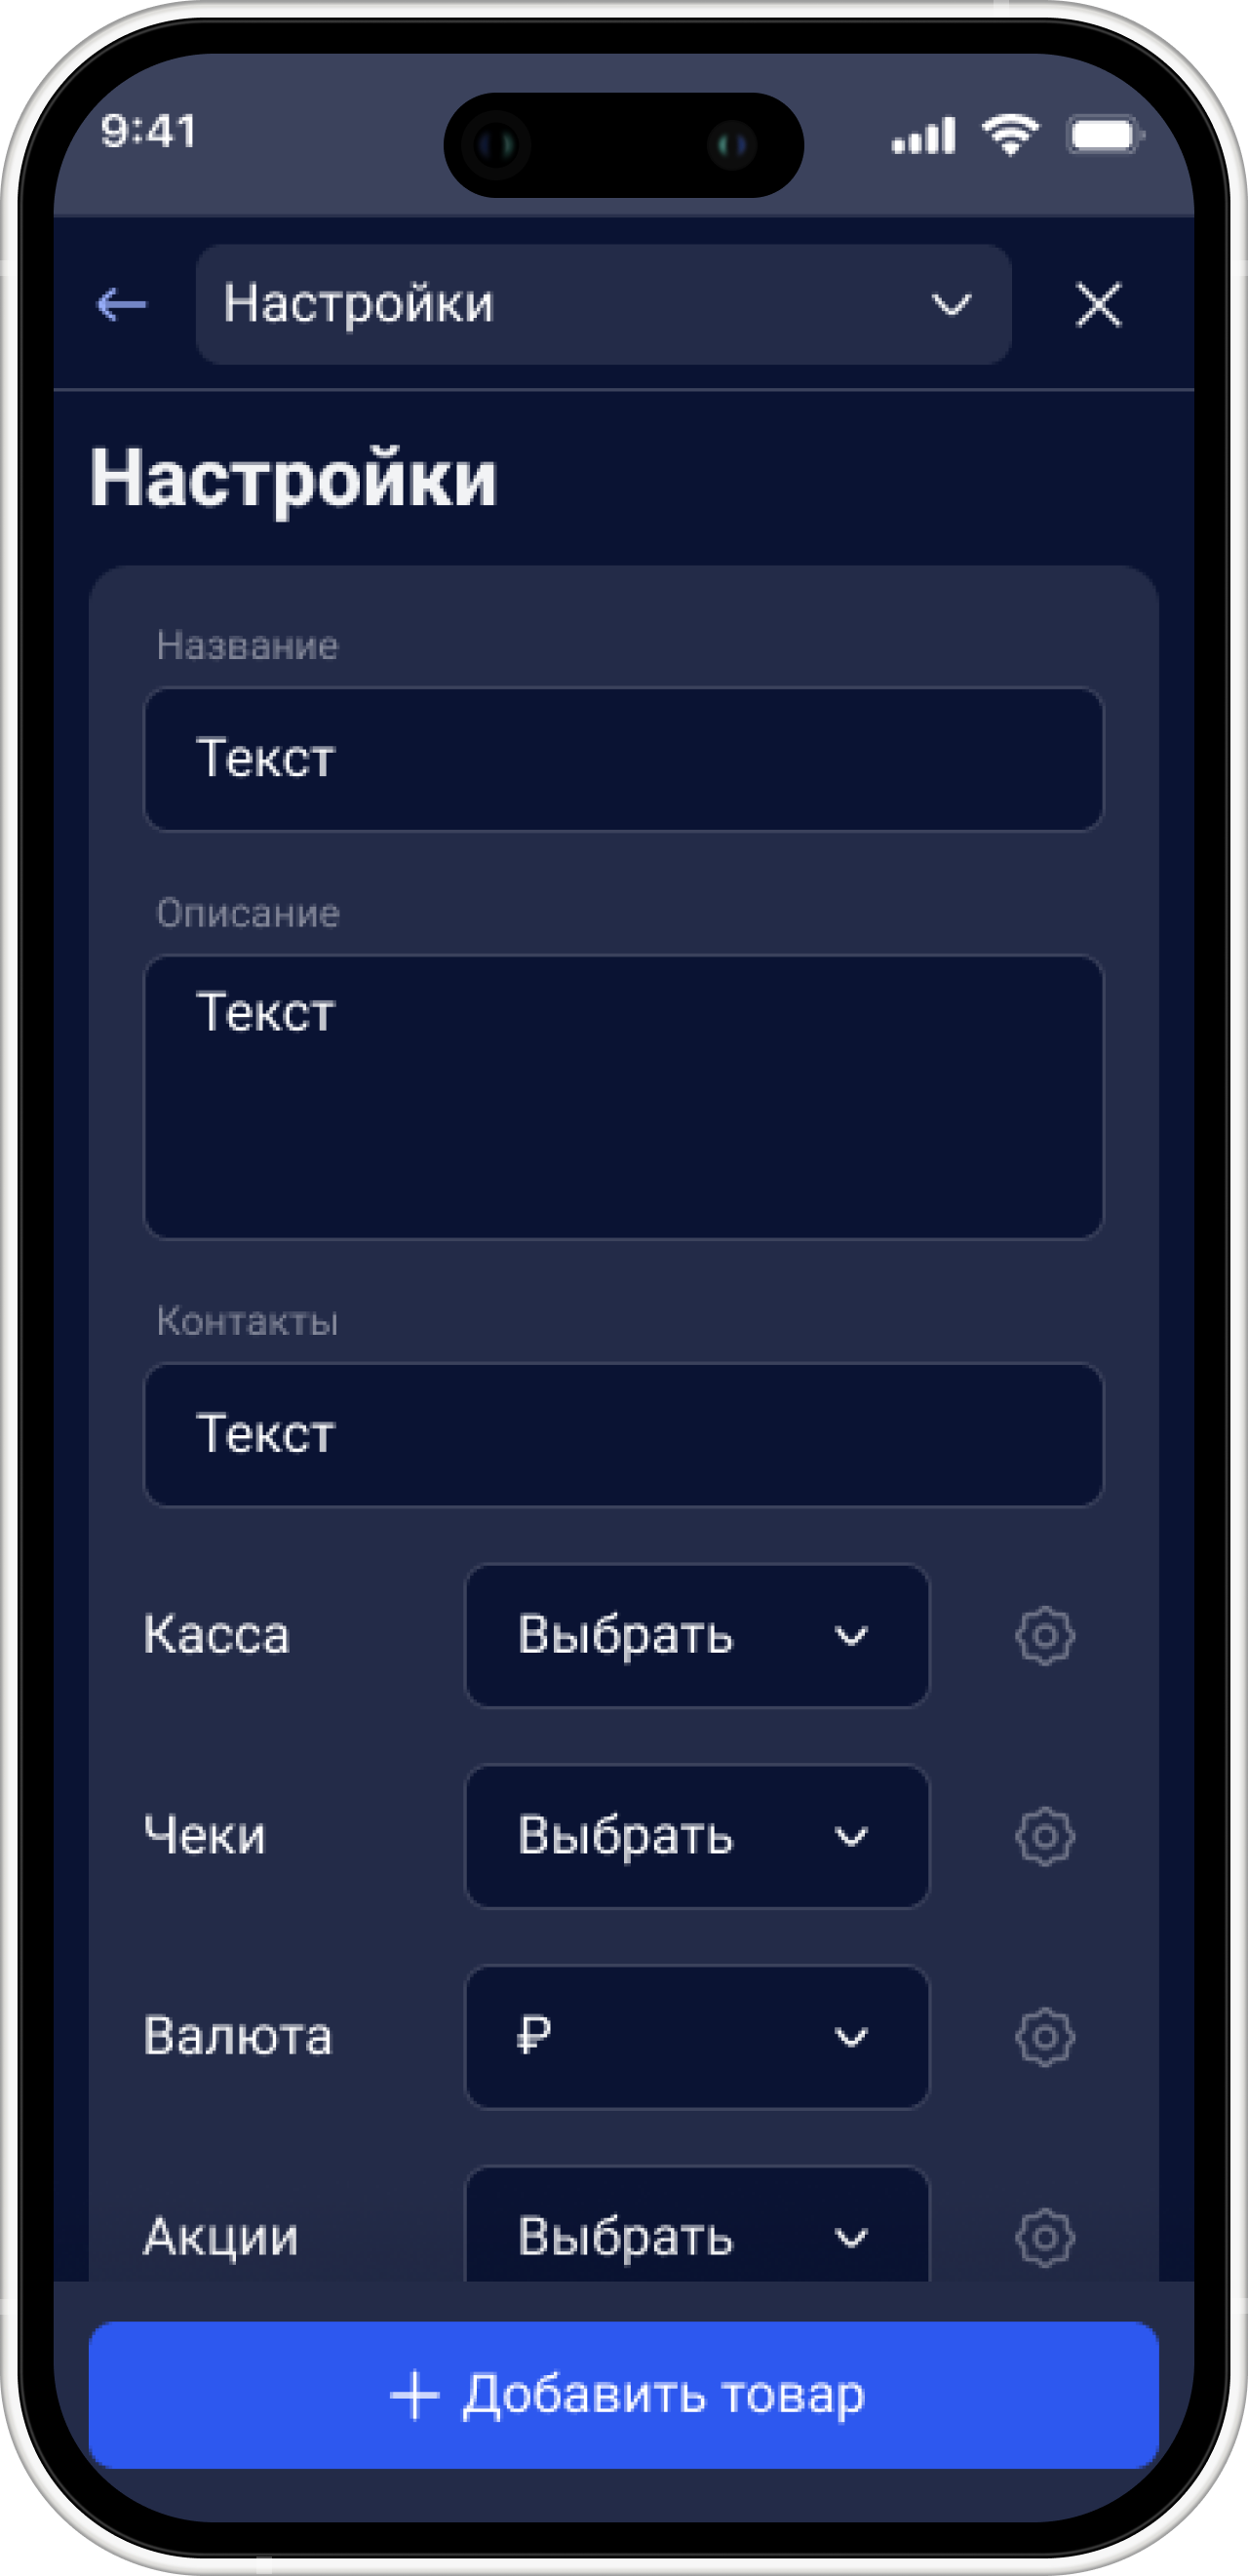 9:41
Настройки
Настройки
Название
Текст
Описание
Текст
Контакты
Текст
Касса Выбрать
Чеки Выбрать
Валюта ₽
Акции Выбрать
+ Добавить товар